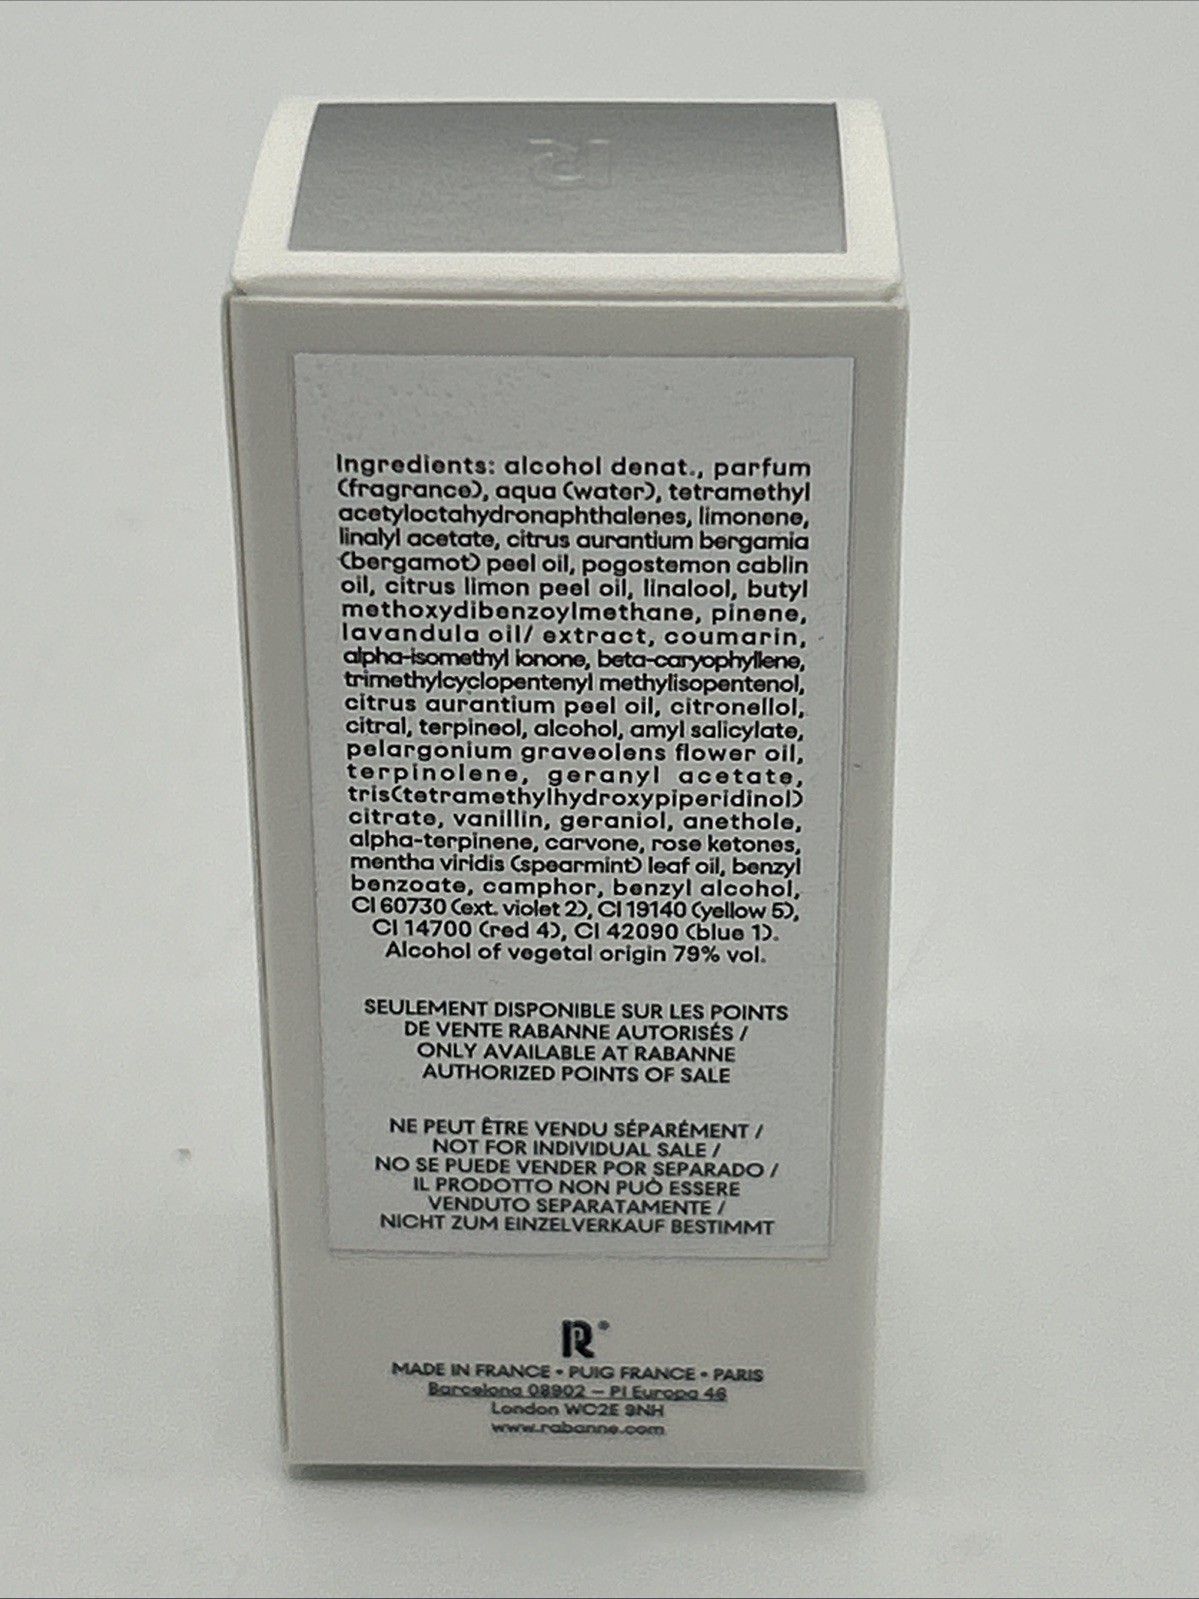 R
Ingredients: alcohol denat., parfum
(fragrance), aqua (water), tetramethyl
acetyloctahydronaphthalenes, limonene,
linalyl acetate, citrus aurantium bergamia
(bergamot) peel oil, pogostemon cablin
oil, citrus limon peel oil, linalool, butyl
methoxydibenzoylmethane, pinene,
lavandula oil/ extract, coumarin,
alpha-isomethyl ionone, beta-caryophyllene,
trimethylcyclopentenyl methylisopentenol,
citrus aurantium peel oil, citronellol,
citral, terpineol, alcohol, amyl salicylate,
pelargonium graveolens flower oil,
terpinolene, geranyl acetate,
tris(tetramethylhydroxypiperidinol)
citrate, vanillin, geraniol, anethole,
alpha-terpinene, carvone, rose ketones,
mentha viridis (spearmint) leaf oil, benzyl
benzoate, camphor, benzyl alcohol,
CI 60730 (ext. violet 2), CI 19140 (yellow 5),
CI 14700 (red 4), CI 42090 (blue 1).
Alcohol of vegetal origin 79% vol.
SEULEMENT DISPONIBLE SUR LES POINTS
DE VENTE RABANNE AUTORISÉS /
ONLY AVAILABLE AT RABANNE
AUTHORIZED POINTS OF SALE
NE PEUT ÊTRE VENDU SÉPARÉMENT /
NOT FOR INDIVIDUAL SALE /
NO SE PUEDE VENDER POR SEPARADO /
IL PRODOTTO NON PUÒ ESSERE
VENDUTO SEPARATAMENTE /
NICHT ZUM EINZELVERKAUF BESTIMMT
R®
MADE IN FRANCE • PUIG FRANCE • PARIS
Barcelona 08902 – Pl Europa 46
London WC2E 9NH
www.rabanne.com